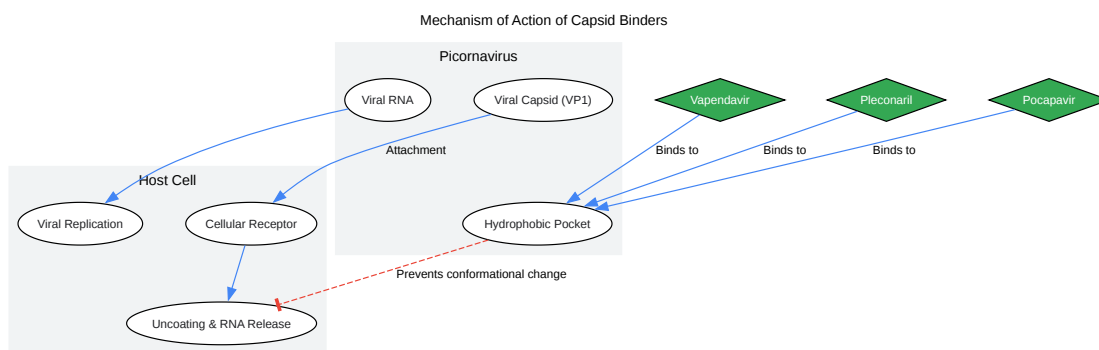 Mechanism of Action of Capsid Binders
Picornavirus
Viral RNA
Viral Capsid (VP1)
Vapendavir
Pleconaril
Pocapavir
Attachment
Binds to
Binds to
Binds to
Host Cell
Viral Replication
Cellular Receptor
Hydrophobic Pocket
Prevents conformational change
Uncoating & RNA Release